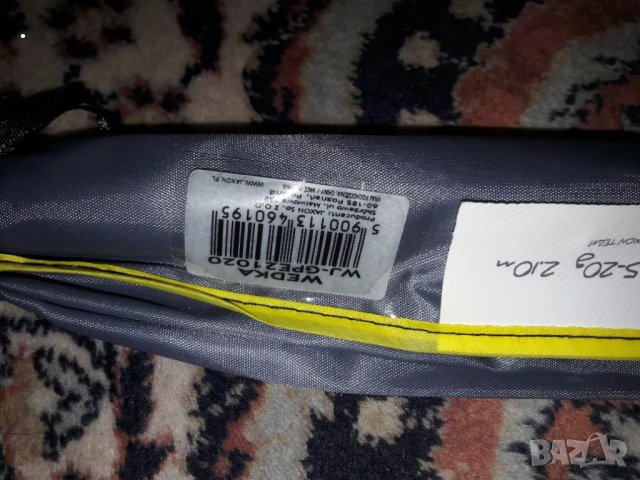 WĘDKA
WJ-GPE21020
5 900113 460195
Producent: JAXON Sp. z o.o.
60-185 Poznań,
WWW.JAXON.PL
5-20g 2.10m
BAZAR